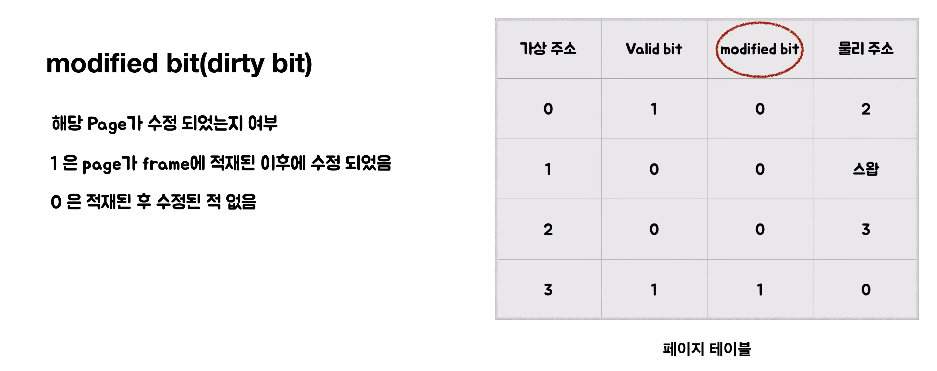 modified bit(dirty bit)
해당 Page가 수정 되었는지 여부
1 은 page가 frame에 적재된 이후에 수정 되었음
0 은 적재된 후 수정된 적 없음
가상 주소 Valid bit modified bit 물리 주소
0 1 0 2
1 0 0 스왑
2 0 0 3
3 1 1 0
페이지 테이블